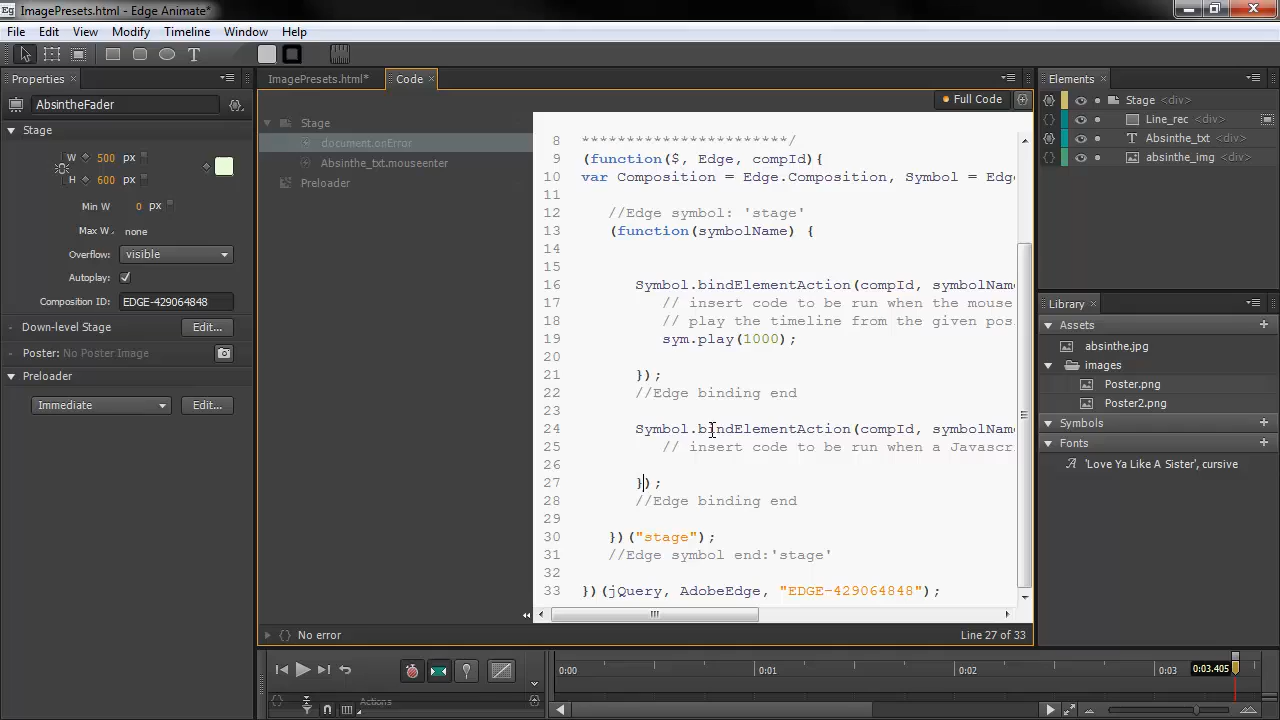 Eg ImagePresets.html* - Edge Animate*
File Edit View Modify Timeline Window Help
T
Properties
AbsintheFader
Stage
W 500 px
H 600 px
Min W 0 px
Max W. none
Overflow: visible
Autoplay:
Composition ID: EDGE-429064848
Down-level Stage Edit...
Poster: No Poster Image
Preloader
Immediate Edit...
ImagePresets.html* Code
Full Code
Stage
document.onError
Absinthe_txt.mouseenter
Preloader
8 ***********************/
9 (function($, Edge, compId){
10 var Composition = Edge.Composition, Symbol = Edge
11
12 //Edge symbol: 'stage'
13 (function(symbolName) {
14
15
16 Symbol.bindElementAction(compId, symbolName
17 // insert code to be run when the mouse
18 // play the timeline from the given pos
19 sym.play(1000);
20
21 });
22 //Edge binding end
23
24 Symbol.bindElementAction(compId, symbolName
25 // insert code to be run when a Javascr
26
27 });
28 //Edge binding end
29
30 })("stage");
31 //Edge symbol end:'stage'
32
33 })(jQuery, AdobeEdge, "EDGE-429064848");
{} No error Line 27 of 33
0:00 0:01 0:02 0:03 0:03.405
Actions
Elements
Stage <div>
Line_rec <div>
T Absinthe_txt <div>
absinthe_img <div>
Library
Assets
absinthe.jpg
images
Poster.png
Poster2.png
Symbols
Fonts
'Love Ya Like A Sister', cursive